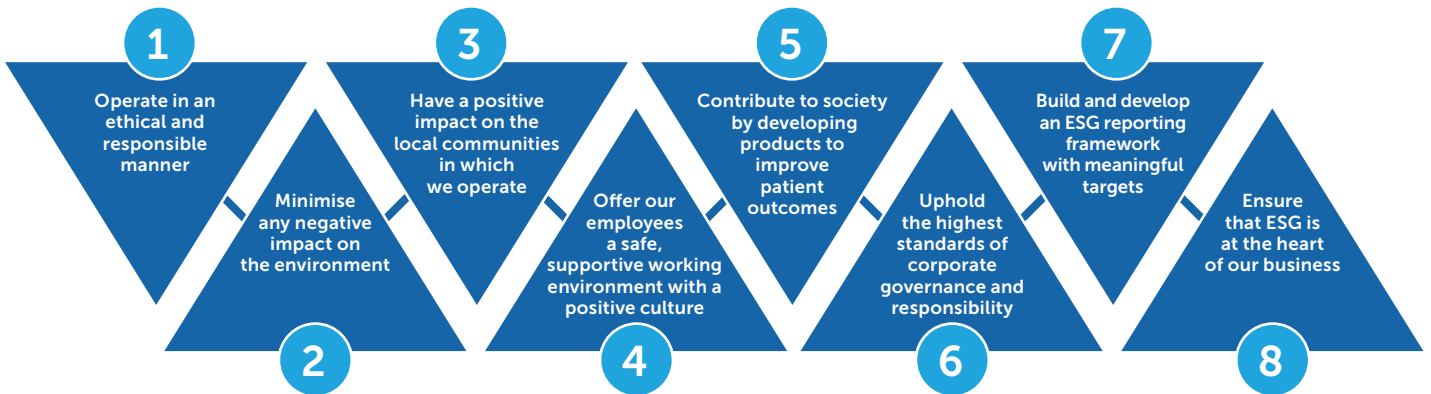 1
Operate in an
ethical and
responsible
manner
2
Minimise
any negative
impact on
the environment
3
Have a positive
impact on the
local communities
in which
we operate
4
Offer our
employees
a safe,
supportive working
environment with a
positive culture
5
Contribute to society
by developing
products to
improve
patient
outcomes
6
Uphold
the highest
standards of
corporate
governance and
responsibility
7
Build and develop
an ESG reporting
framework
with meaningful
targets
8
Ensure
that ESG is
at the heart
of our business